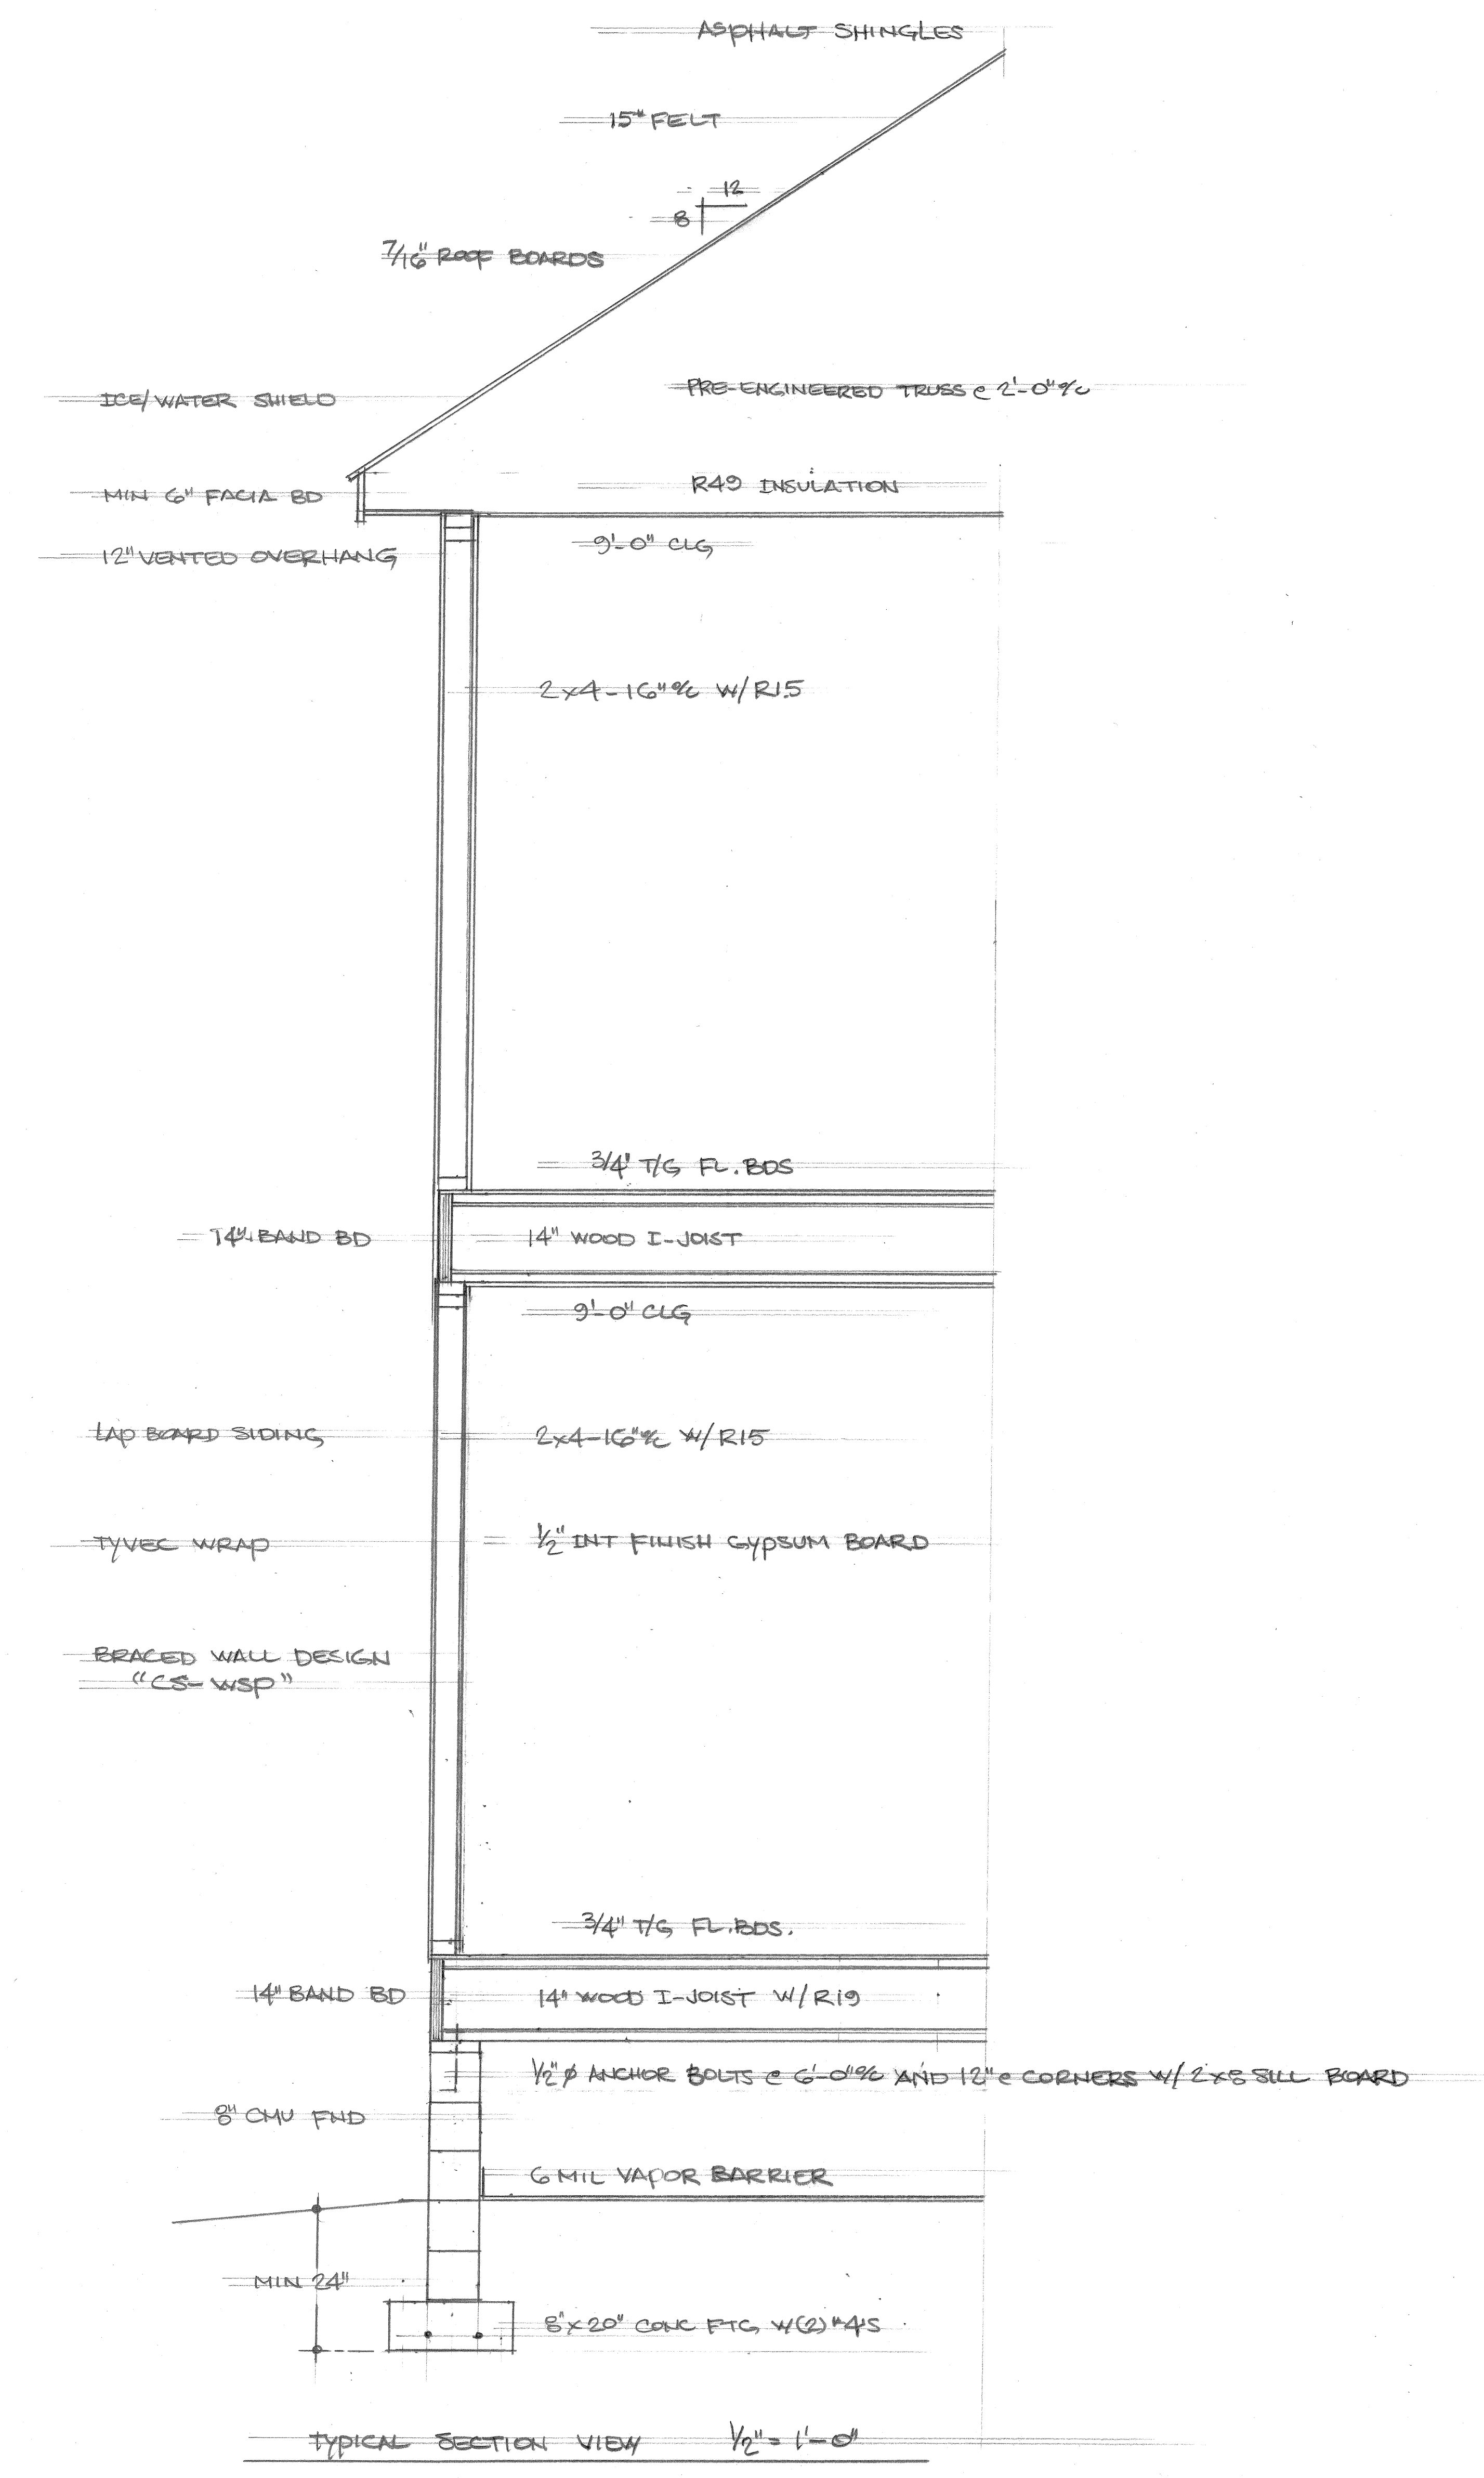 ASPHALT SHINGLES
15# FELT
12
8
7/16" ROOF BOARDS
PRE-ENGINEERED TRUSS @ 2'-0" o/c
ICE/WATER SHIELD
R49 INSULATION
MIN 6" FACIA BD
9'-0" CLG
12" VENTED OVERHANG
2x4-16" o/c W/R15
3/4" T/G FL. BDS
14" BAND BD
14" WOOD I-JOIST
9'-0" CLG
LAP BOARD SIDING
2x4-16" o/c W/R15
TYVEC WRAP
1/2" INT FINISH GYPSUM BOARD
BRACED WALL DESIGN
"CS-WSP"
3/4" T/G FL. BDS.
14" BAND BD
14" WOOD I-JOIST W/R19
1/2" Ø ANCHOR BOLTS @ 6'-0" o/c AND 12" @ CORNERS W/ 2x8 SILL BOARD
8" CMU FND
6 MIL VAPOR BARRIER
MIN 24"
8"x20" CONC FTG W(2)#4'S
TYPICAL SECTION VIEW 1/2" = 1'-0"